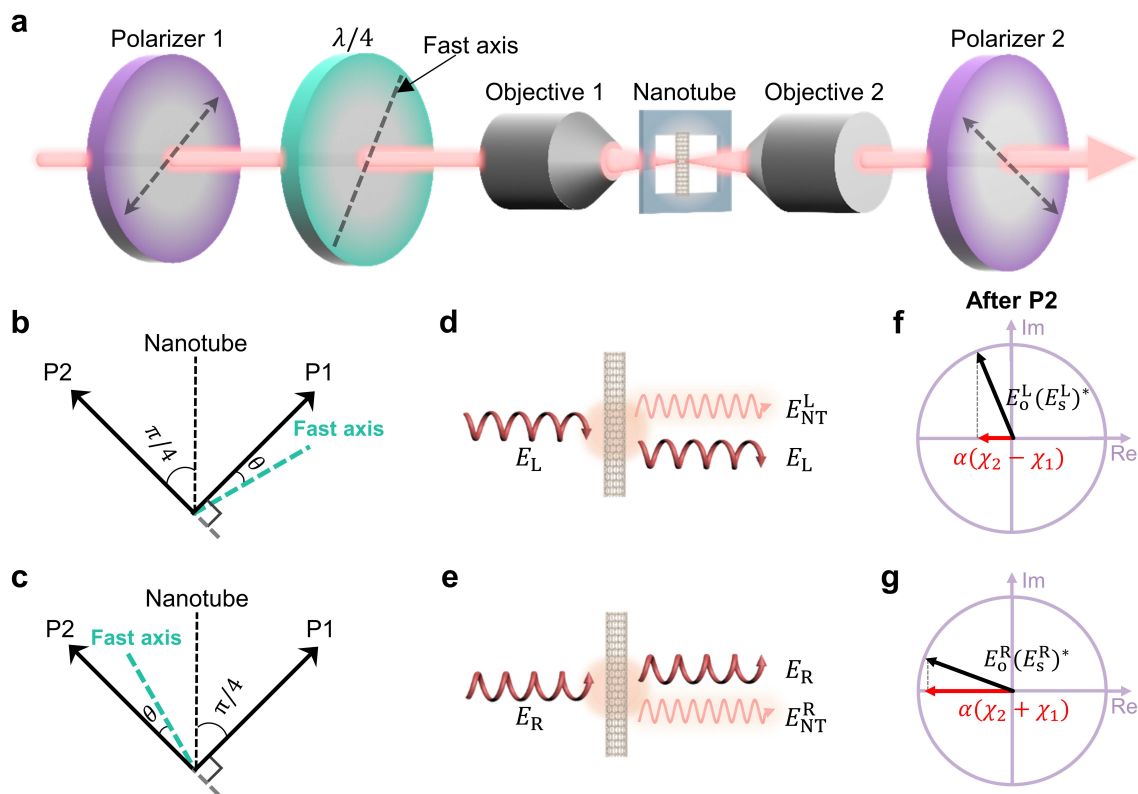 a
Polarizer 1
λ/4
Fast axis
Objective 1
Nanotube
Objective 2
Polarizer 2
b
Nanotube
P2
P1
Fast axis
π/4
θ
c
Nanotube
P2
Fast axis
P1
θ
π/4
d
E_L
E_NT^L
E_L
e
E_R
E_R
E_NT^R
After P2
f
Im
E_o^L(E_s^L)*
Re
α(χ₂ − χ₁)
g
Im
E_o^R(E_s^R)*
Re
α(χ₂ + χ₁)